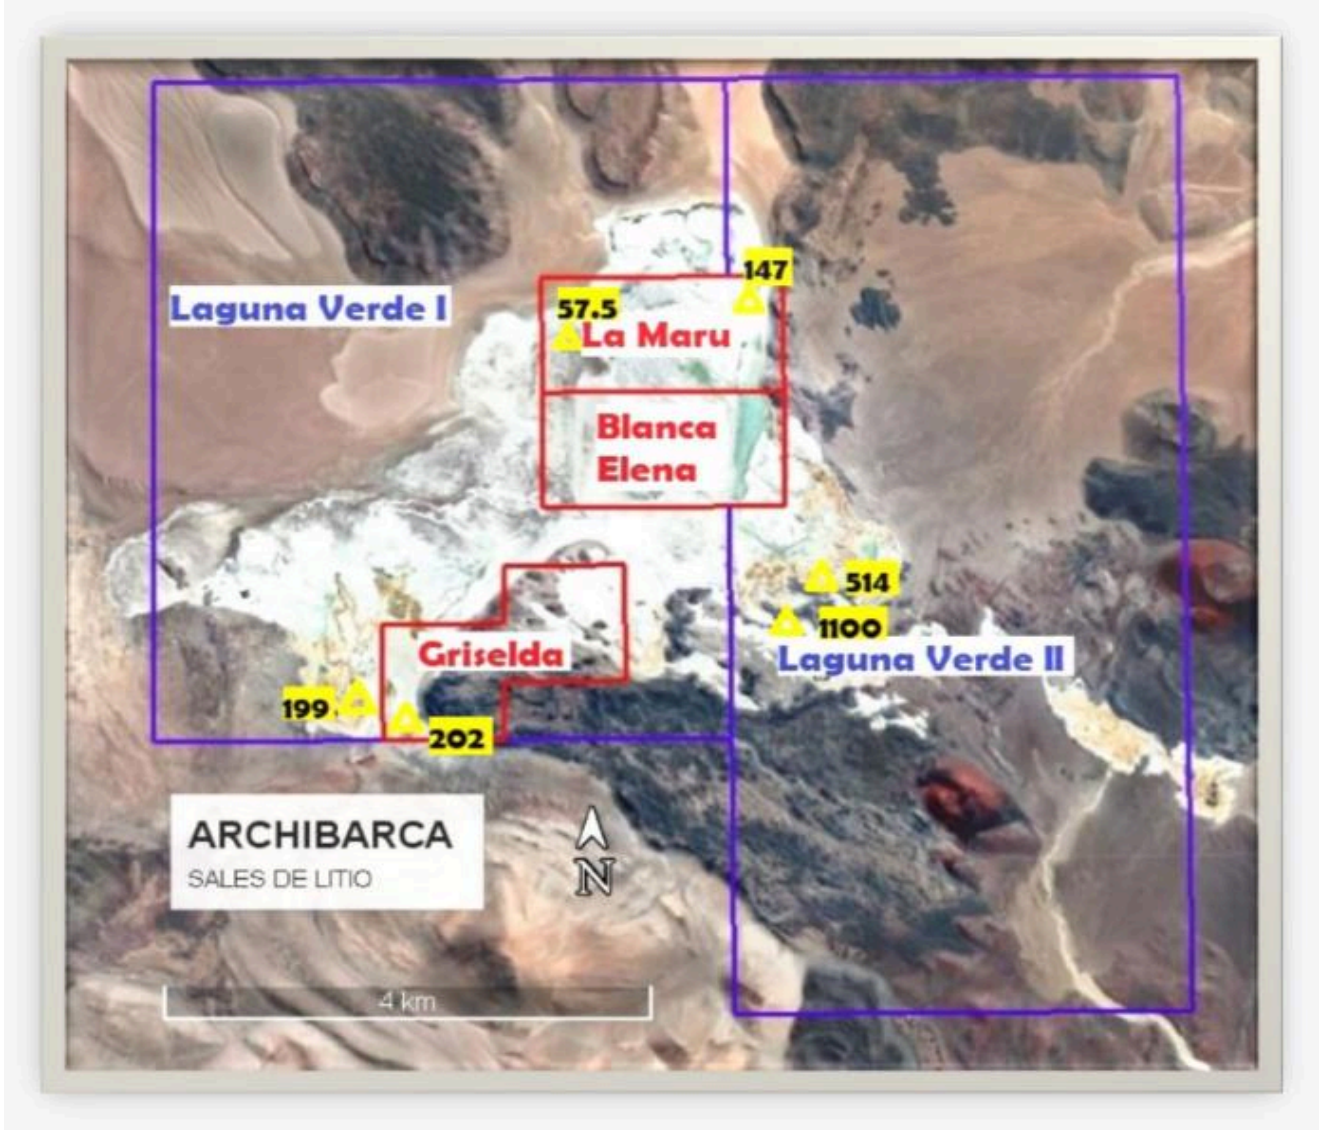 147
Laguna Verde I
57.5
La Maru
Blanca
Elena
514
1100
Griselda
Laguna Verde II
199
202
ARCHIBARCA
SALES DE LITIO
N
4 km